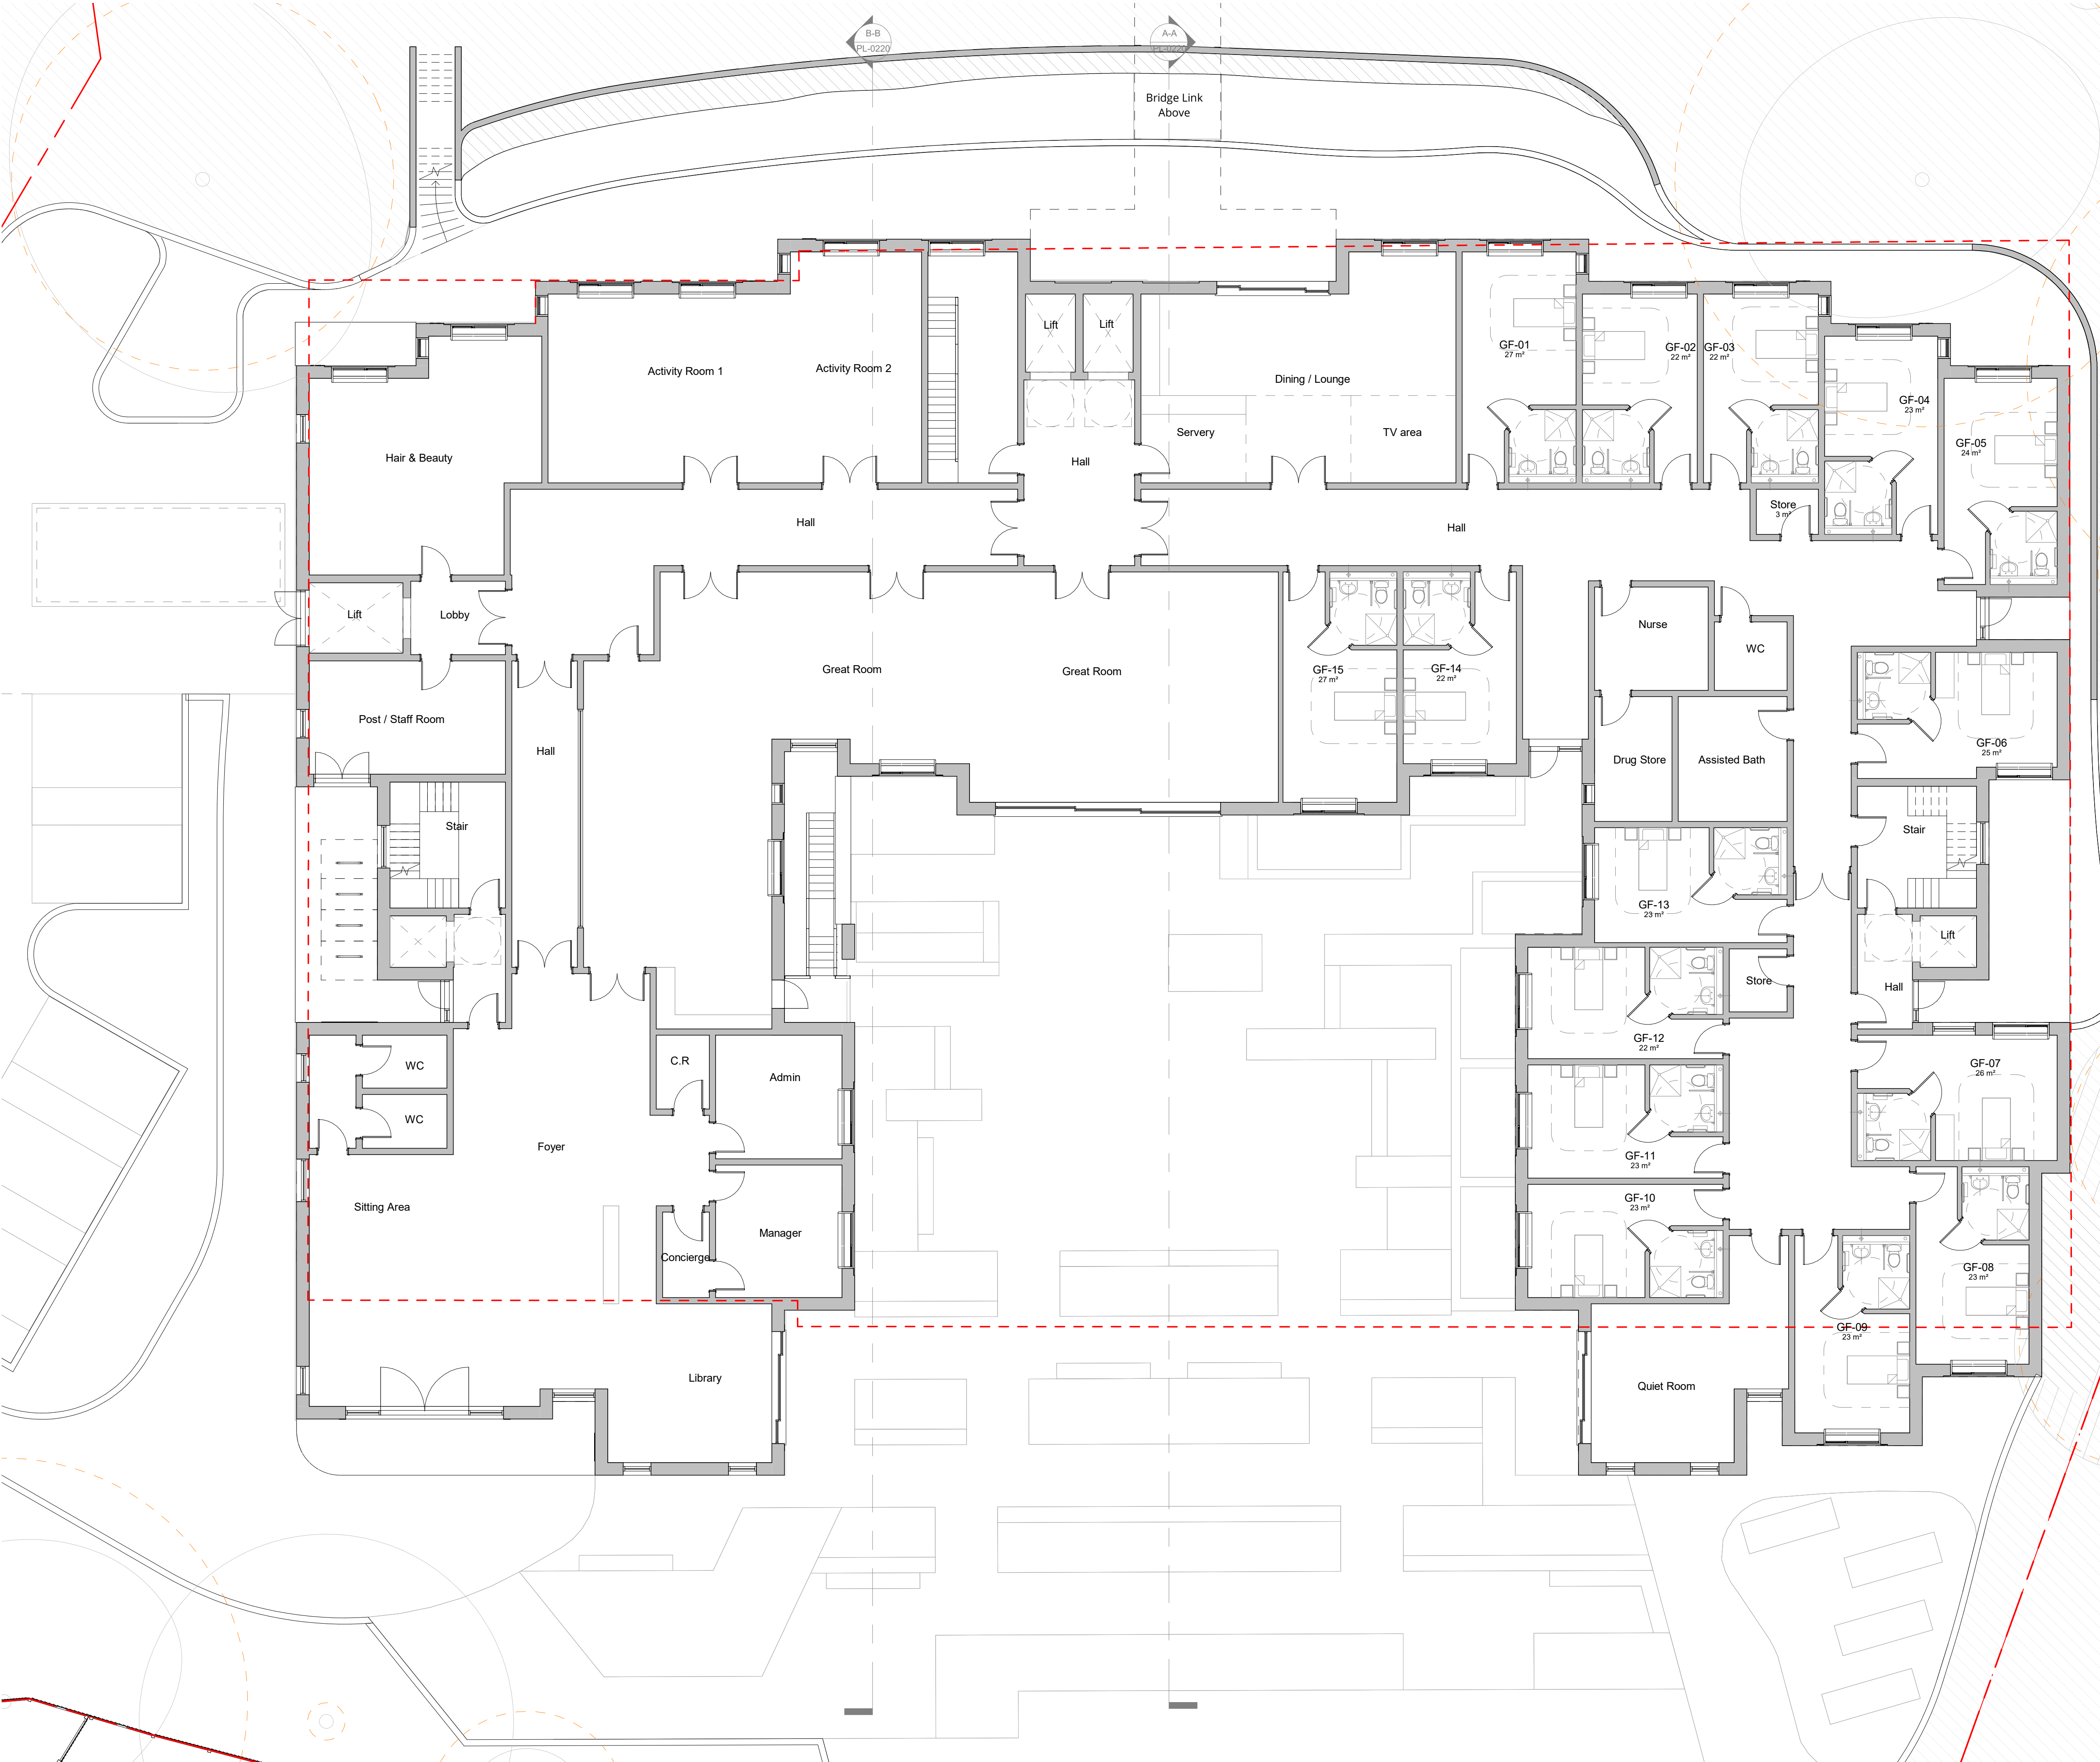 B-B
PL-0220
A-A
PL-0220
Bridge Link
Above
Lift
Lift
GF-01
27 m²
GF-02
22 m²
GF-03
22 m²
Activity Room 1
Activity Room 2
Dining / Lounge
GF-04
23 m²
Servery
TV area
GF-05
24 m²
Hair & Beauty
Hall
Store
3 m²
Hall
Hall
Lift
Lobby
Nurse
WC
Great Room
Great Room
GF-15
27 m²
GF-14
22 m²
Post / Staff Room
Hall
GF-06
25 m²
Drug Store
Assisted Bath
Stair
Stair
GF-13
23 m²
Lift
Store
Hall
GF-12
22 m²
WC
C.R
Admin
GF-07
26 m²
WC
Foyer
GF-11
23 m²
Sitting Area
GF-10
23 m²
Manager
Concierge
GF-08
23 m²
GF-09
23 m²
Library
Quiet Room